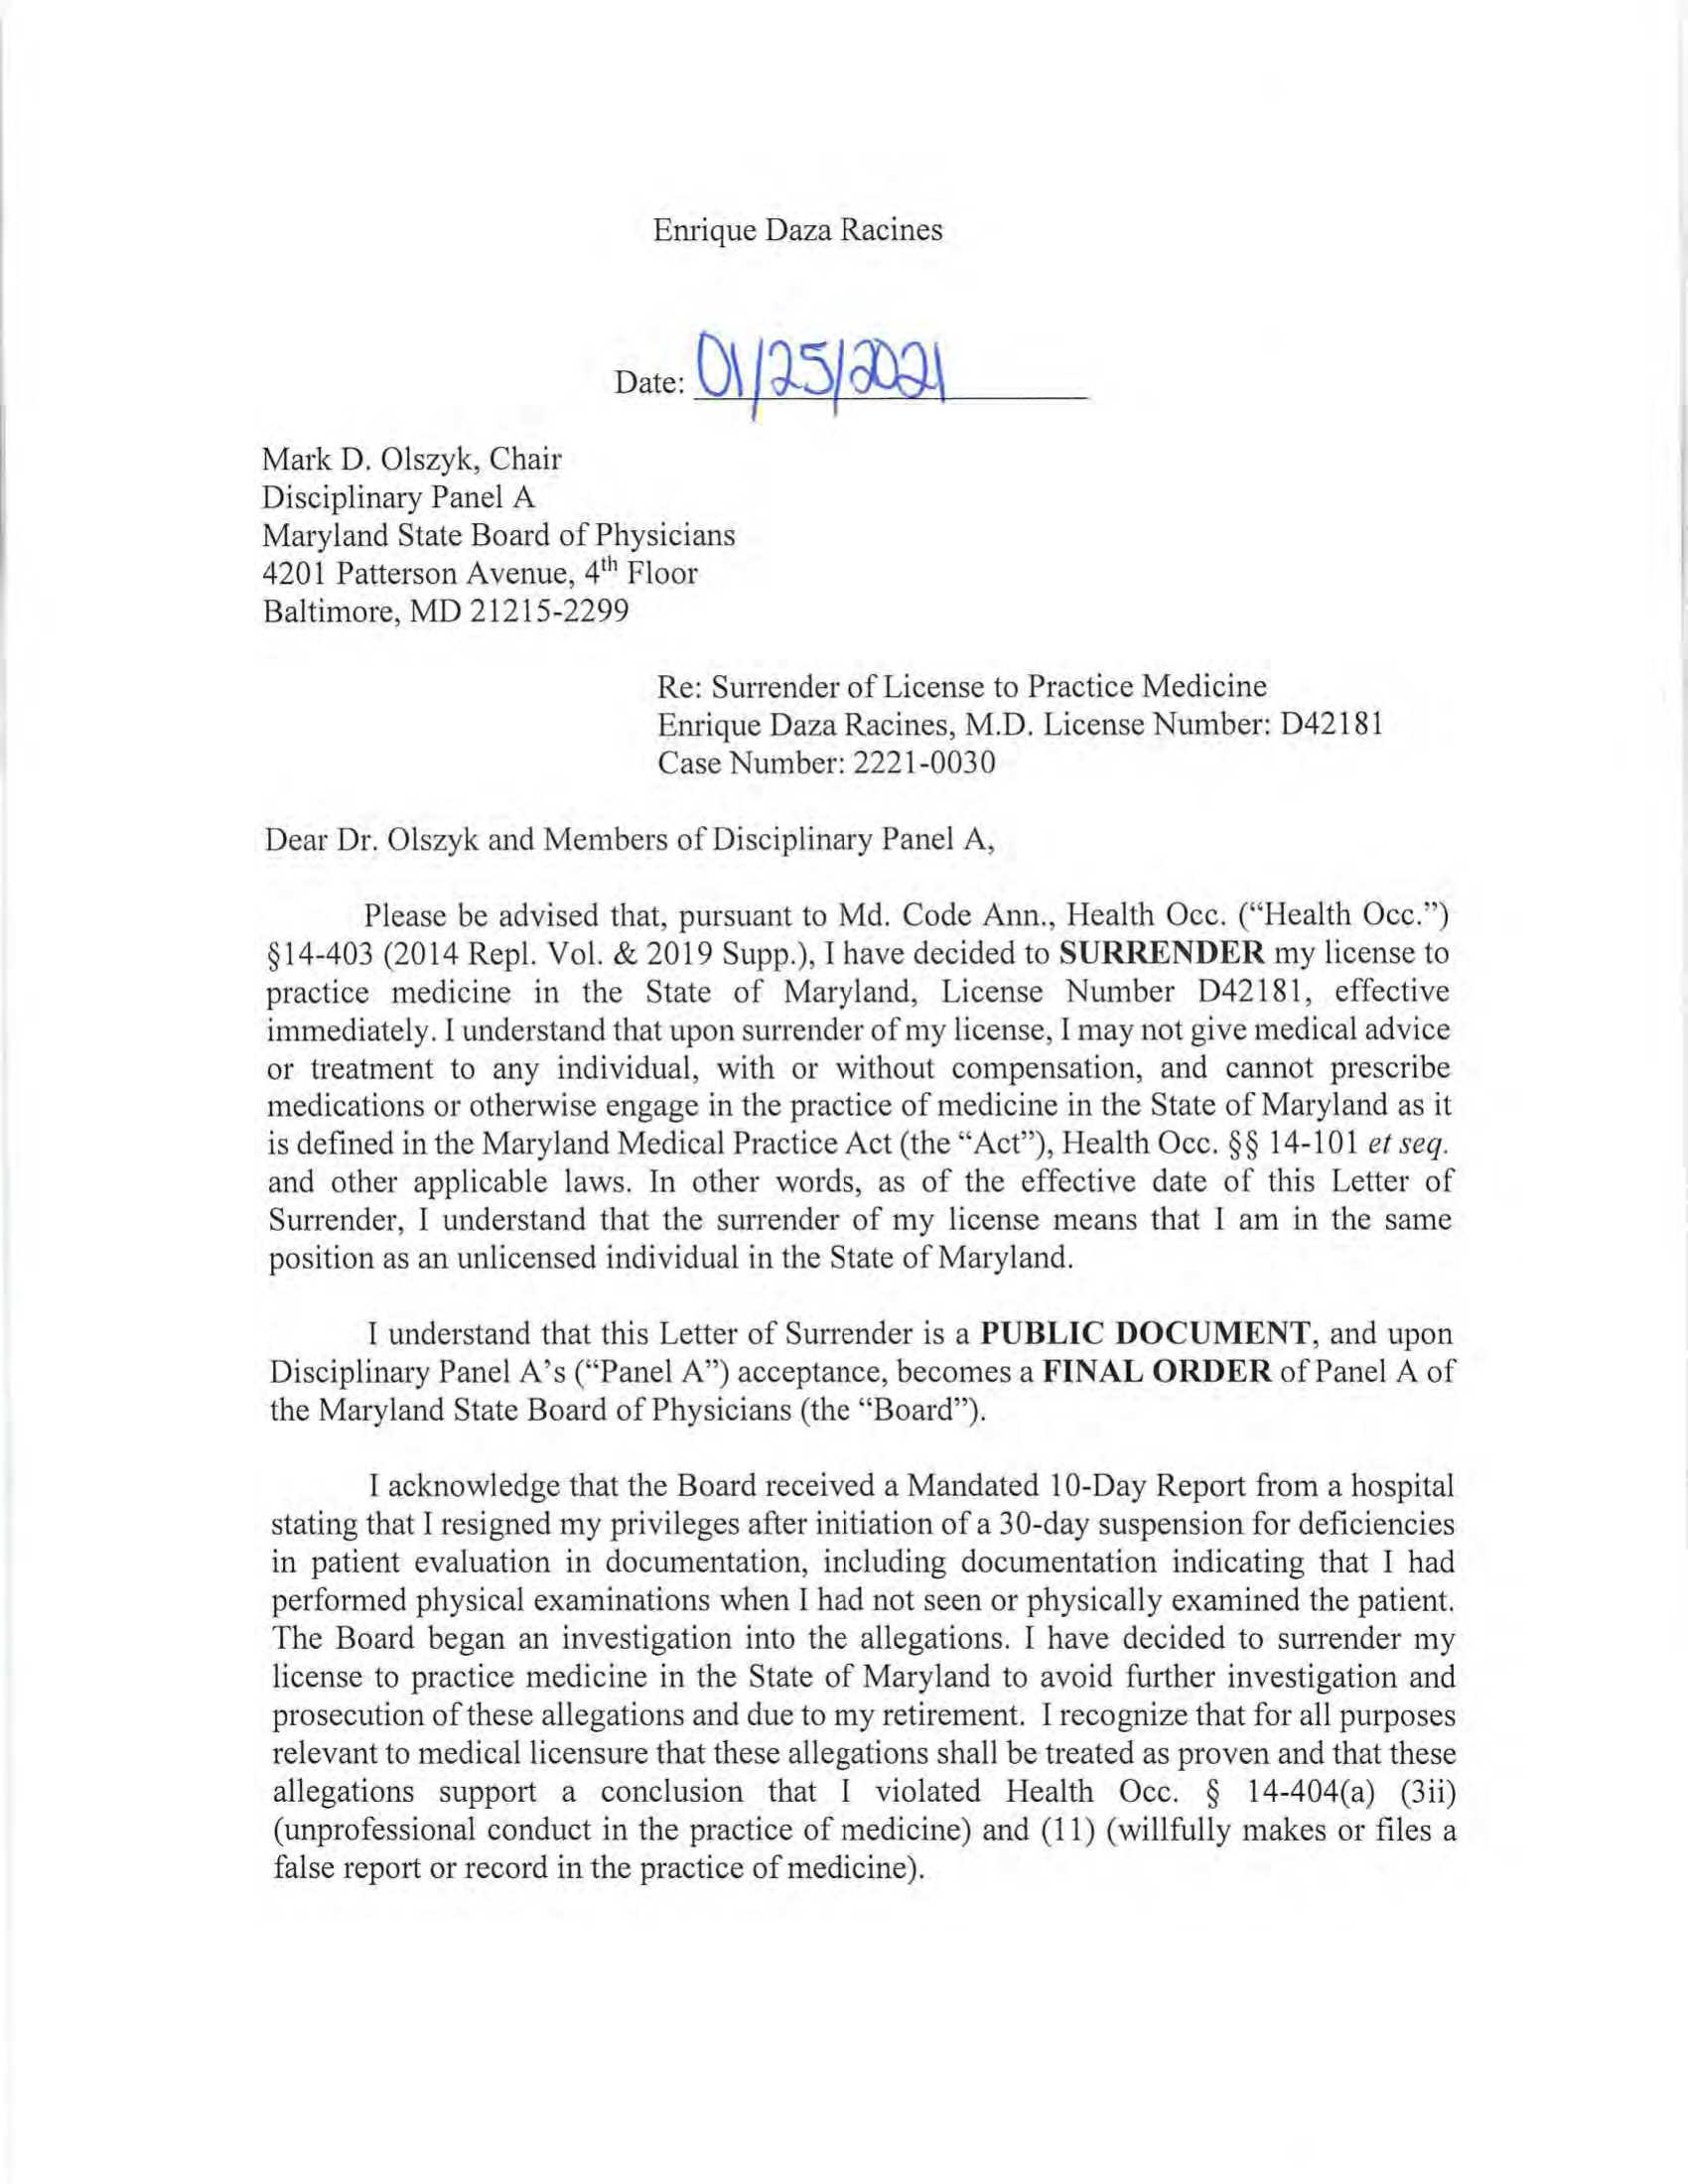 Enrique Daza Racines
Date: 01/25/2021
Mark D. Olszyk, Chair
Disciplinary Panel A
Maryland State Board of Physicians
4201 Patterson Avenue, 4th Floor
Baltimore, MD 21215-2299
Re: Surrender of License to Practice Medicine
Enrique Daza Racines, M.D. License Number: D42181
Case Number: 2221-0030
Dear Dr. Olszyk and Members of Disciplinary Panel A,
Please be advised that, pursuant to Md. Code Ann., Health Occ. (“Health Occ.”)
§14-403 (2014 Repl. Vol. & 2019 Supp.), I have decided to SURRENDER my license to
practice medicine in the State of Maryland, License Number D42181, effective
immediately. I understand that upon surrender of my license, I may not give medical advice
or treatment to any individual, with or without compensation, and cannot prescribe
medications or otherwise engage in the practice of medicine in the State of Maryland as it
is defined in the Maryland Medical Practice Act (the “Act”), Health Occ. §§ 14-101 et seq.
and other applicable laws. In other words, as of the effective date of this Letter of
Surrender, I understand that the surrender of my license means that I am in the same
position as an unlicensed individual in the State of Maryland.
I understand that this Letter of Surrender is a PUBLIC DOCUMENT, and upon
Disciplinary Panel A’s (“Panel A”) acceptance, becomes a FINAL ORDER of Panel A of
the Maryland State Board of Physicians (the “Board”).
I acknowledge that the Board received a Mandated 10-Day Report from a hospital
stating that I resigned my privileges after initiation of a 30-day suspension for deficiencies
in patient evaluation in documentation, including documentation indicating that I had
performed physical examinations when I had not seen or physically examined the patient.
The Board began an investigation into the allegations. I have decided to surrender my
license to practice medicine in the State of Maryland to avoid further investigation and
prosecution of these allegations and due to my retirement. I recognize that for all purposes
relevant to medical licensure that these allegations shall be treated as proven and that these
allegations support a conclusion that I violated Health Occ. § 14-404(a) (3ii)
(unprofessional conduct in the practice of medicine) and (11) (willfully makes or files a
false report or record in the practice of medicine).